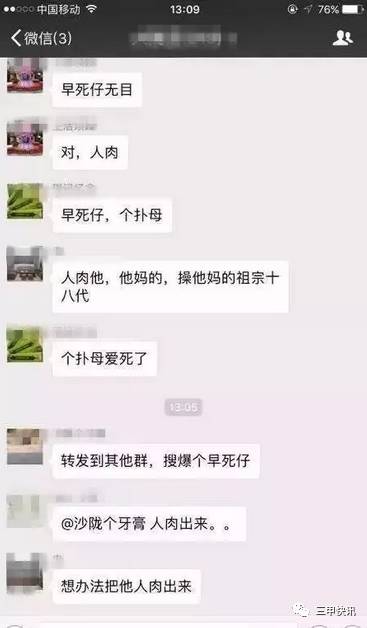 中国移动
13:09
76%
微信(3)
早死仔无目
对，人肉
早死仔，个扑母
人肉他，他妈的，操他妈的祖宗十
八代
个扑母爱死了
13:05
转发到其他群，搜爆个早死仔
@沙陇个牙膏 人肉出来。。
想办法把他人肉出来
三甲快讯